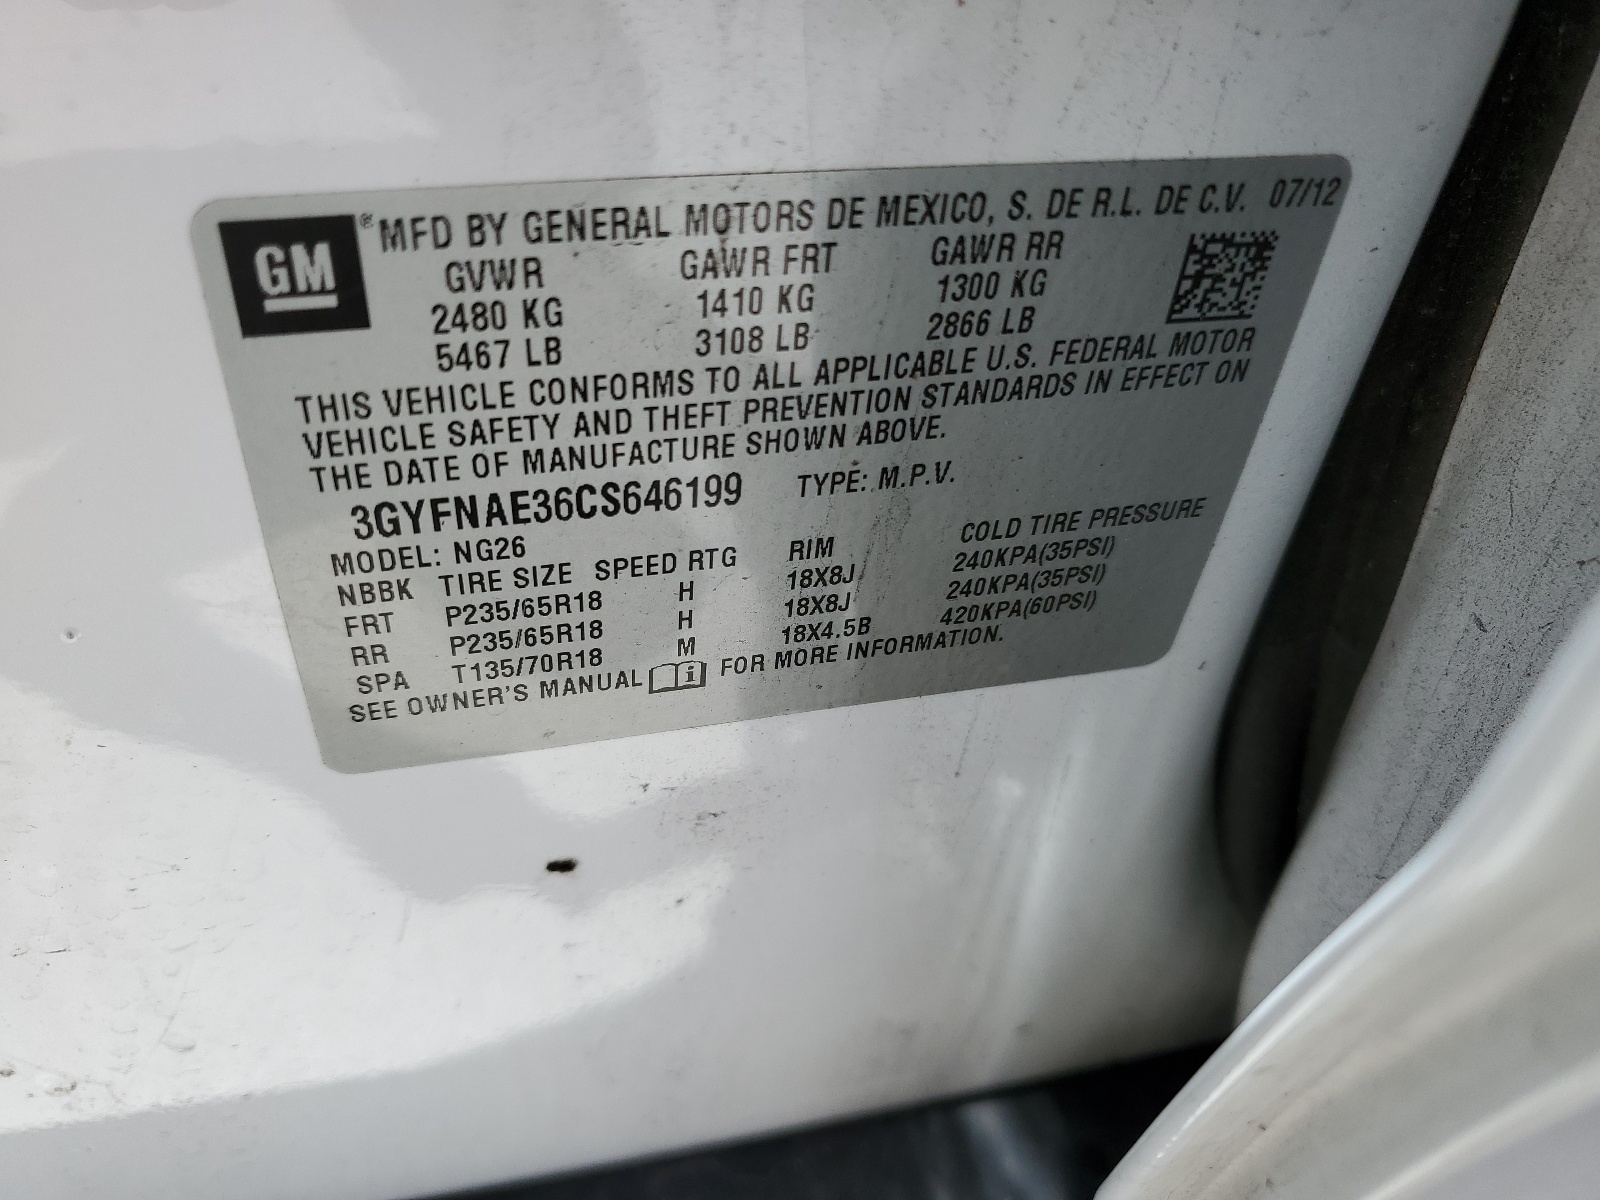 GM ® MFD BY GENERAL MOTORS DE MEXICO, S. DE R.L. DE C.V. 07/12
GVWR GAWR FRT GAWR RR
2480 KG 1410 KG 1300 KG
5467 LB 3108 LB 2866 LB
THIS VEHICLE CONFORMS TO ALL APPLICABLE U.S. FEDERAL MOTOR
VEHICLE SAFETY AND THEFT PREVENTION STANDARDS IN EFFECT ON
THE DATE OF MANUFACTURE SHOWN ABOVE.
3GYFNAE36CS646199 TYPE: M.P.V.
MODEL: NG26
NBBK TIRE SIZE SPEED RTG RIM COLD TIRE PRESSURE
FRT P235/65R18 H 18X8J 240KPA(35PSI)
RR P235/65R18 H 18X8J 240KPA(35PSI)
SPA T135/70R18 M 18X4.5B 420KPA(60PSI)
SEE OWNER'S MANUAL i FOR MORE INFORMATION.